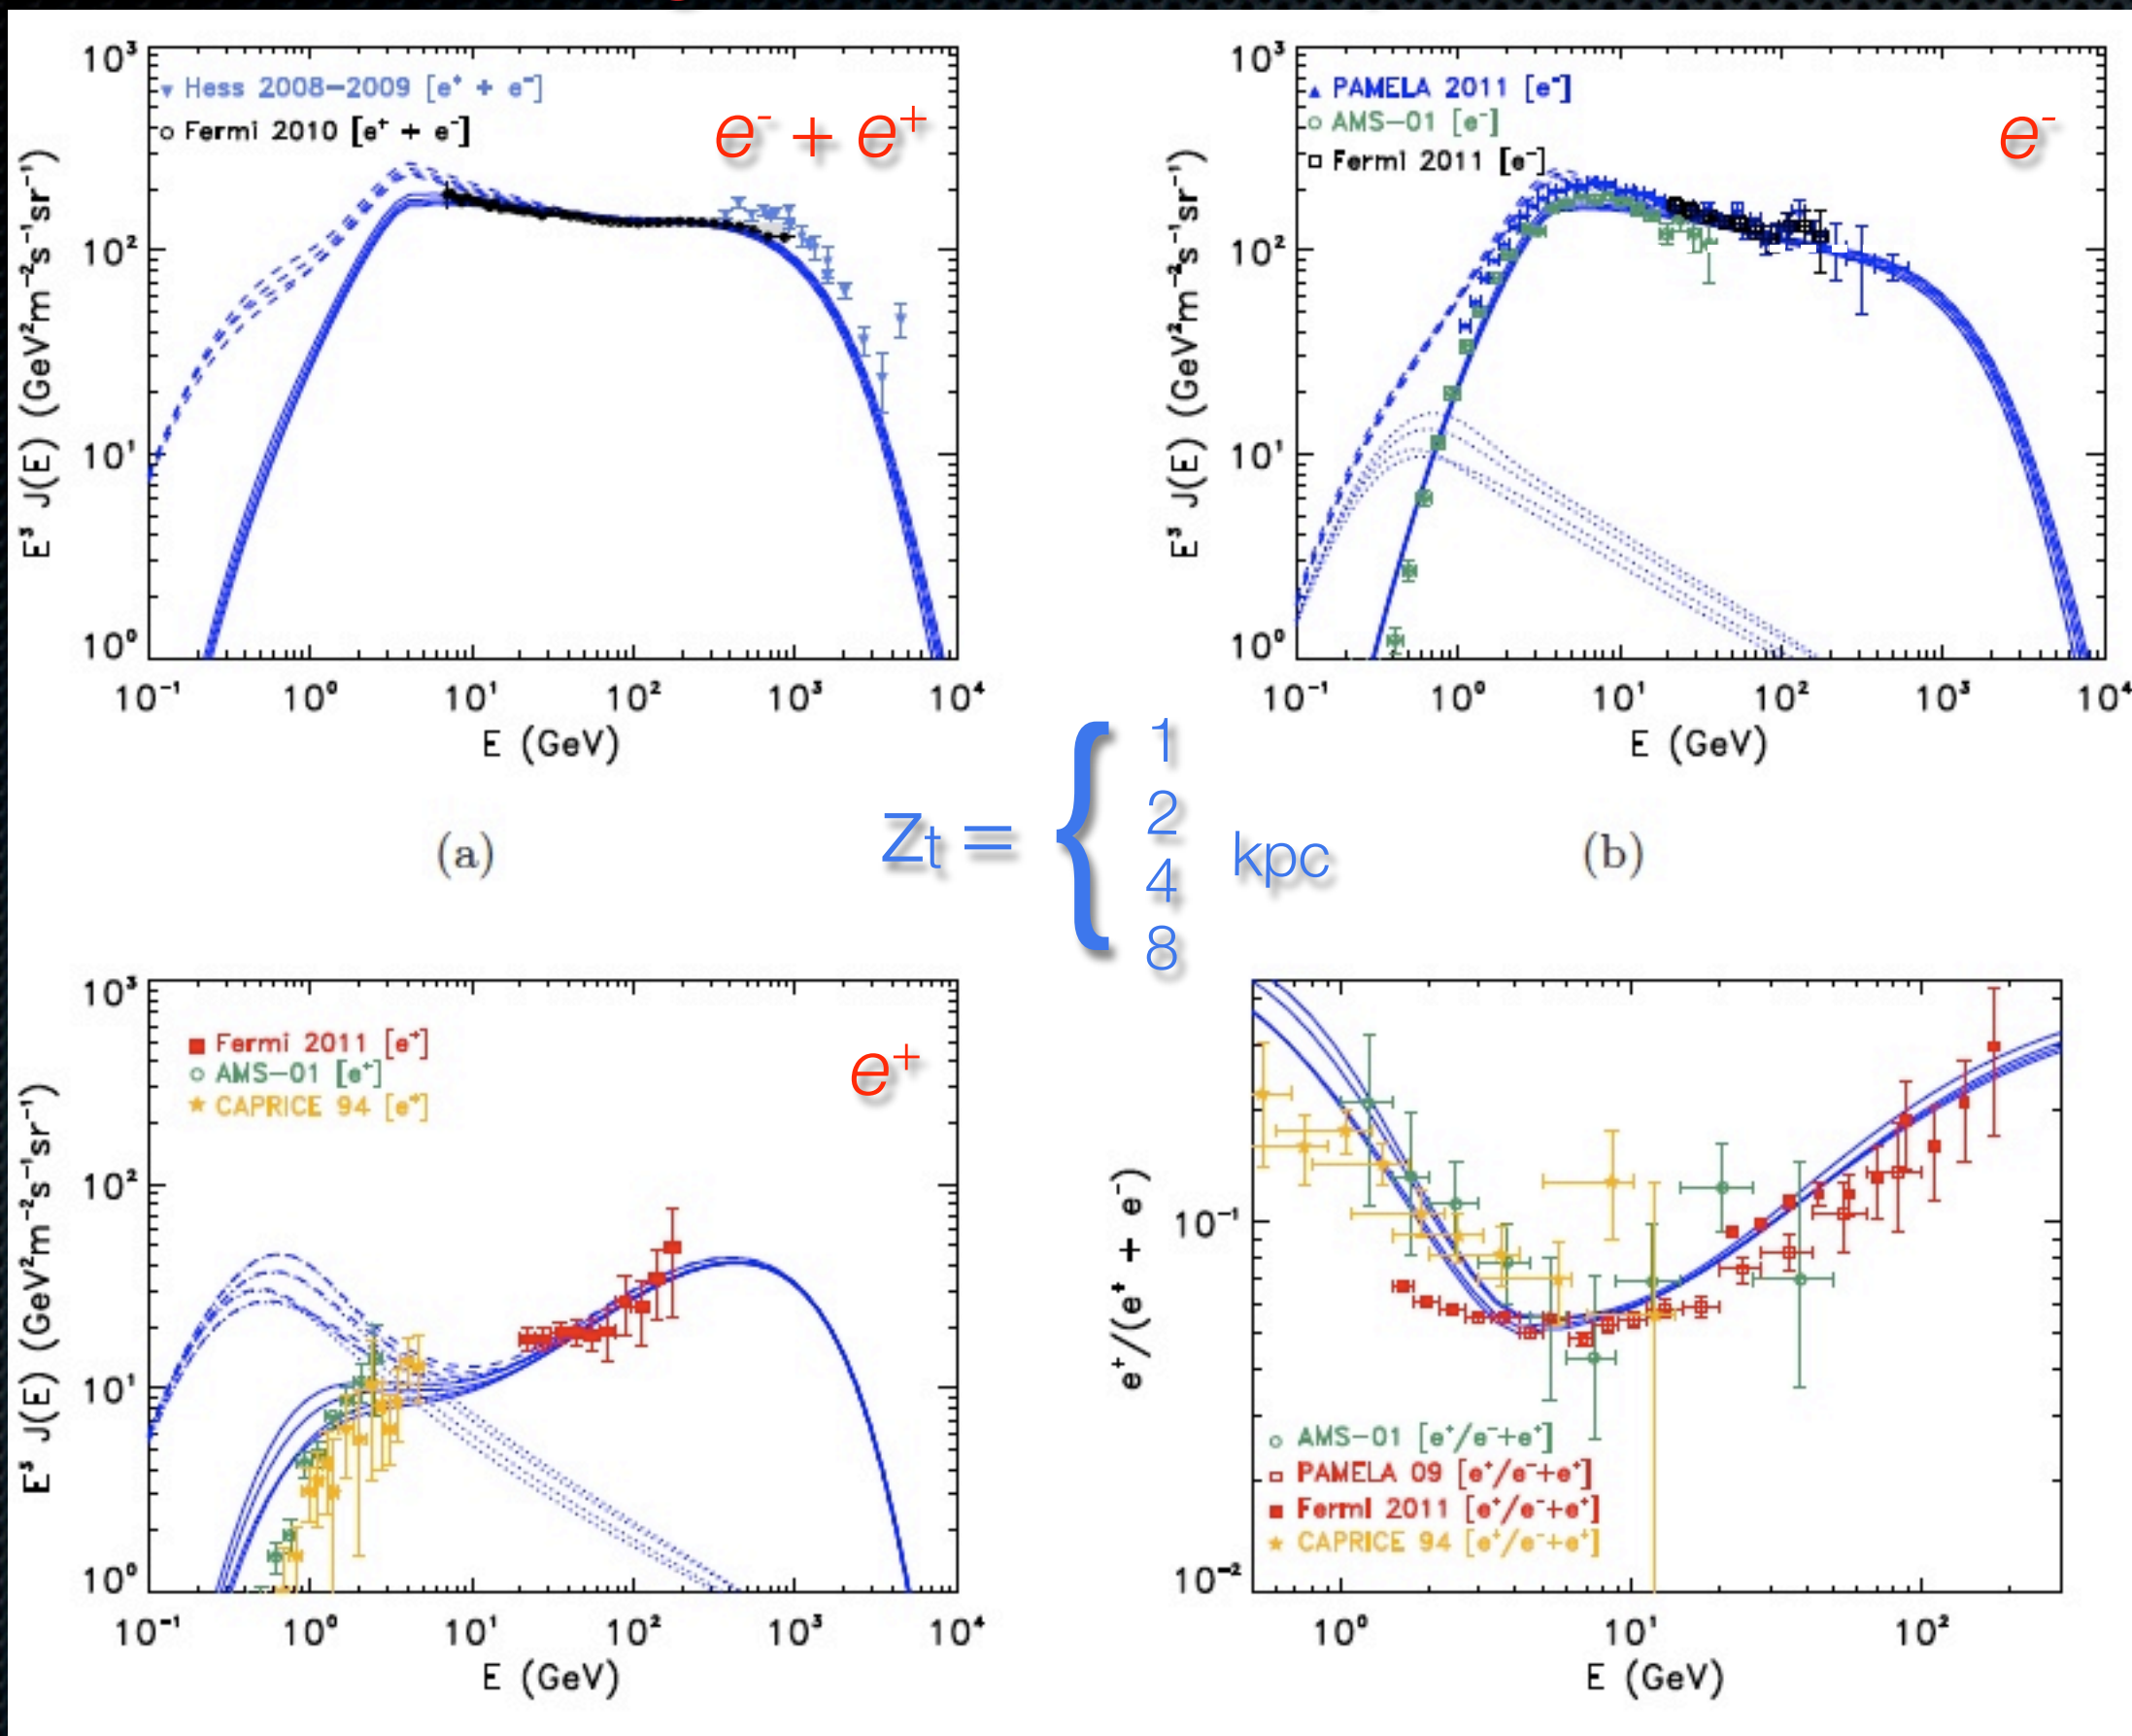 10³
10²
10¹
10⁰
E³ J(E) (GeV²m⁻²s⁻¹sr⁻¹)
Hess 2008–2009 [e⁺ + e⁻]
Fermi 2010 [e⁺ + e⁻]
e⁻ + e⁺
10⁻¹ 10⁰ 10¹ 10² 10³ 10⁴
E (GeV)
(a)
10³
10²
10¹
10⁰
E³ J(E) (GeV²m⁻²s⁻¹sr⁻¹)
PAMELA 2011 [e⁻]
AMS–01 [e⁻]
Fermi 2011 [e⁻]
e⁻
10⁻¹ 10⁰ 10¹ 10² 10³ 10⁴
E (GeV)
(b)
zt = { 1
2
4
8
kpc
10³
10²
10¹
10⁰
E³ J(E) (GeV²m⁻²s⁻¹sr⁻¹)
Fermi 2011 [e⁺]
AMS–01 [e⁺]
CAPRICE 94 [e⁺]
e⁺
10⁻¹ 10⁰ 10¹ 10² 10³ 10⁴
E (GeV)
10⁻¹
10⁻²
e⁺/(e⁺ + e⁻)
AMS–01 [e⁺/e⁻+e⁺]
PAMELA 09 [e⁺/e⁻+e⁺]
Fermi 2011 [e⁺/e⁻+e⁺]
CAPRICE 94 [e⁺/e⁻+e⁺]
10⁰ 10¹ 10²
E (GeV)